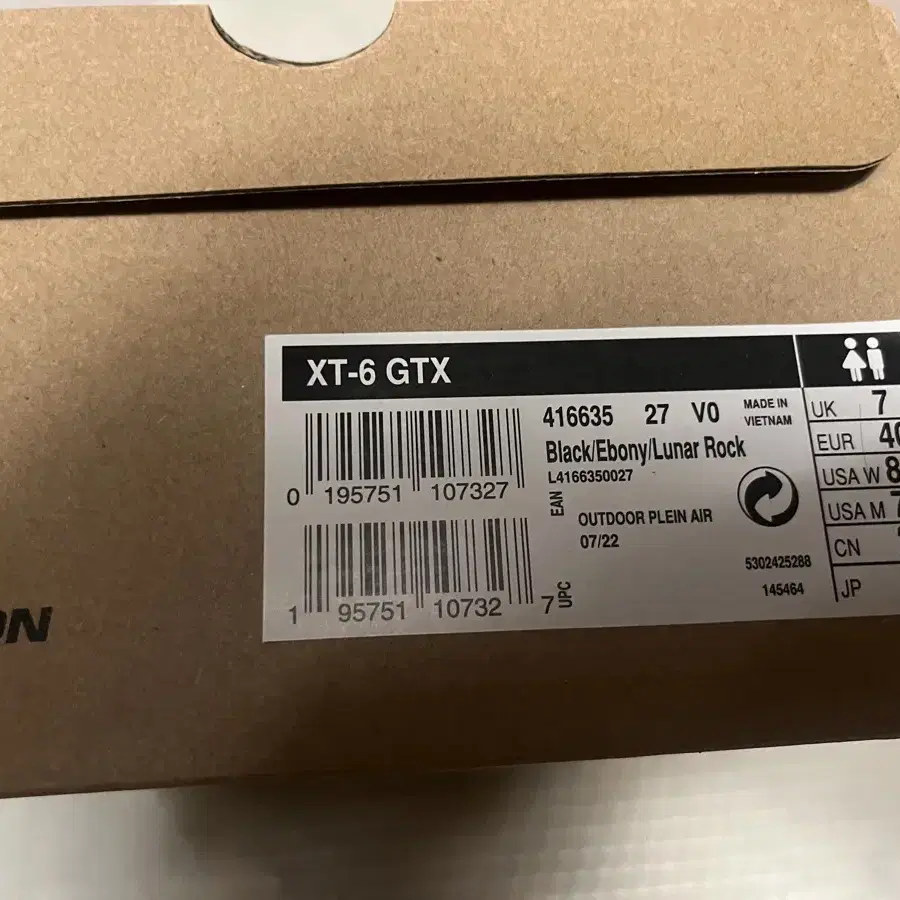 XT-6 GTX
416635 27 V0
MADE IN
VIETNAM
Black/Ebony/Lunar Rock
L4166350027
0 195751 107327
EAN
OUTDOOR PLEIN AIR
07/22
5302425288
145464
1 95751 10732 7
UPC
UK 7
EUR 40
USA W 8
USA M 7
CN
JP
ON